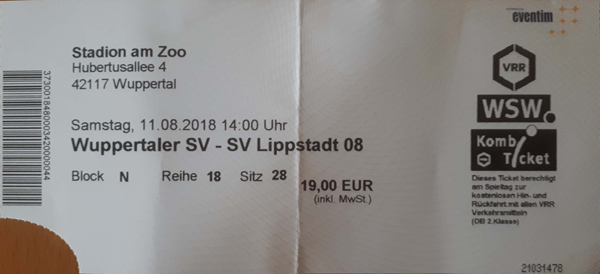 eventim
Stadion am Zoo
Hubertusallee 4
42117 Wuppertal
Samstag, 11.08.2018 14:00 Uhr
Wuppertaler SV - SV Lippstadt 08
Block N Reihe 18 Sitz 28
19,00 EUR
(inkl. MwSt.)
3730018480003420000044
VRR
WSW.
Kombi
Ticket
Dieses Ticket berechtigt
am Spieltag zur
kostenlosen Hin- und
Rückfahrt mit allen VRR
Verkehrsmitteln
(DB 2.Klasse)
21031478